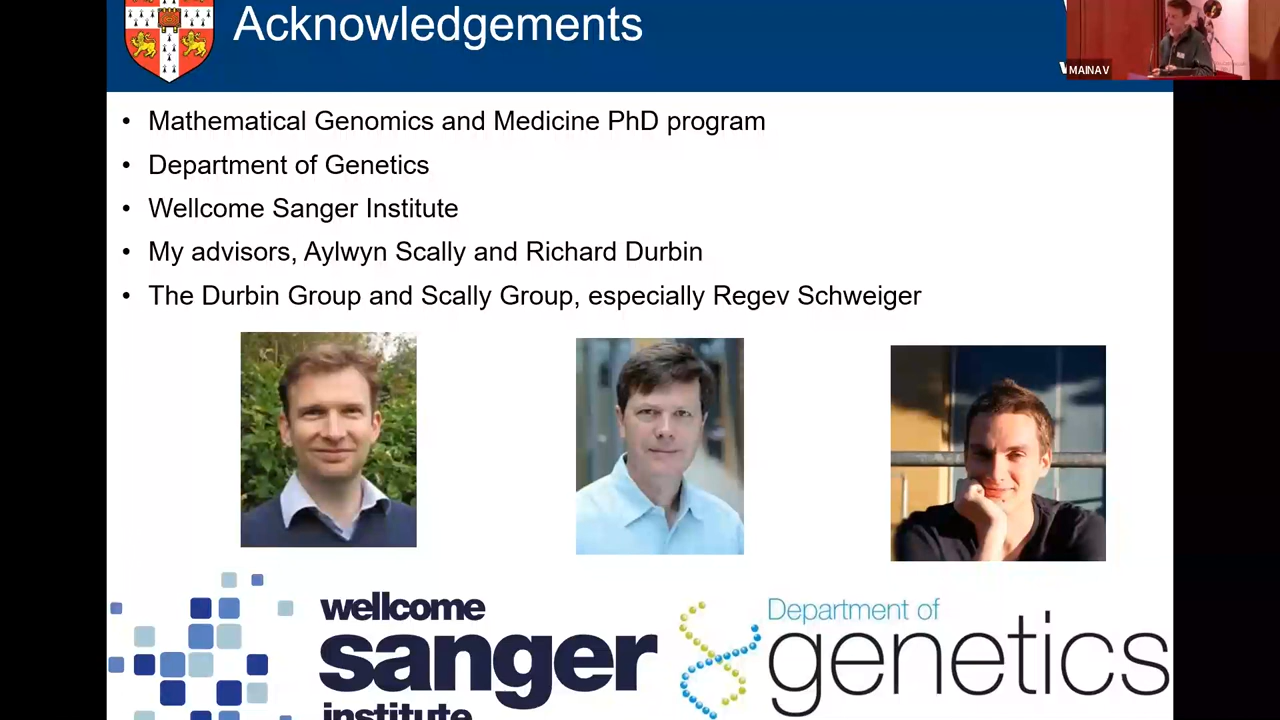 Acknowledgements
MAINAV
• Mathematical Genomics and Medicine PhD program
• Department of Genetics
• Wellcome Sanger Institute
• My advisors, Aylwyn Scally and Richard Durbin
• The Durbin Group and Scally Group, especially Regev Schweiger
wellcome
sanger
institute
Department of
genetics